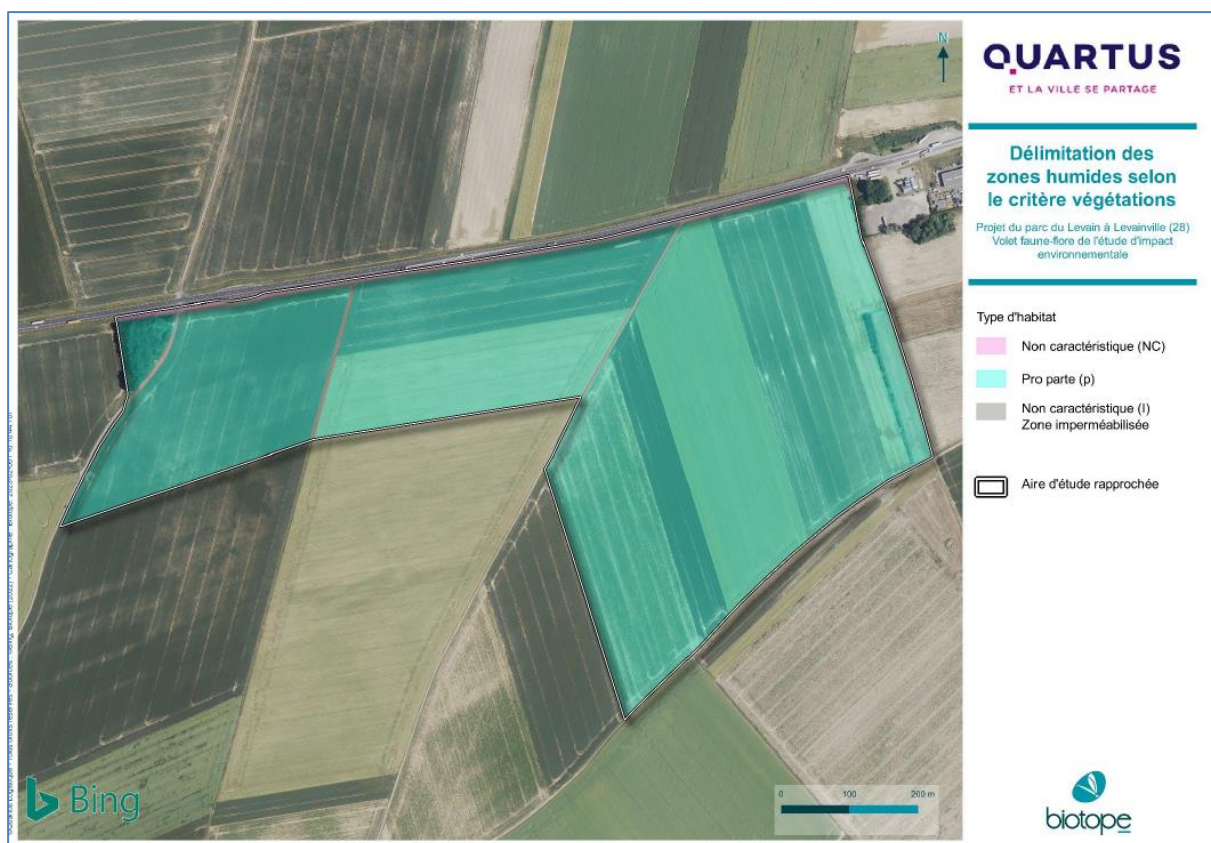 N
QUARTUS
ET LA VILLE SE PARTAGE
Délimitation des
zones humides selon
le critère végétations
Projet du parc du Levain à Levainville (28)
Volet faune-flore de l'étude d'impact
environnementale
Type d'habitat
Non caractéristique (NC)
Pro parte (p)
Non caractéristique (I)
Zone imperméabilisée
Aire d'étude rapprochée
Bing
0 100 200 m
biotope